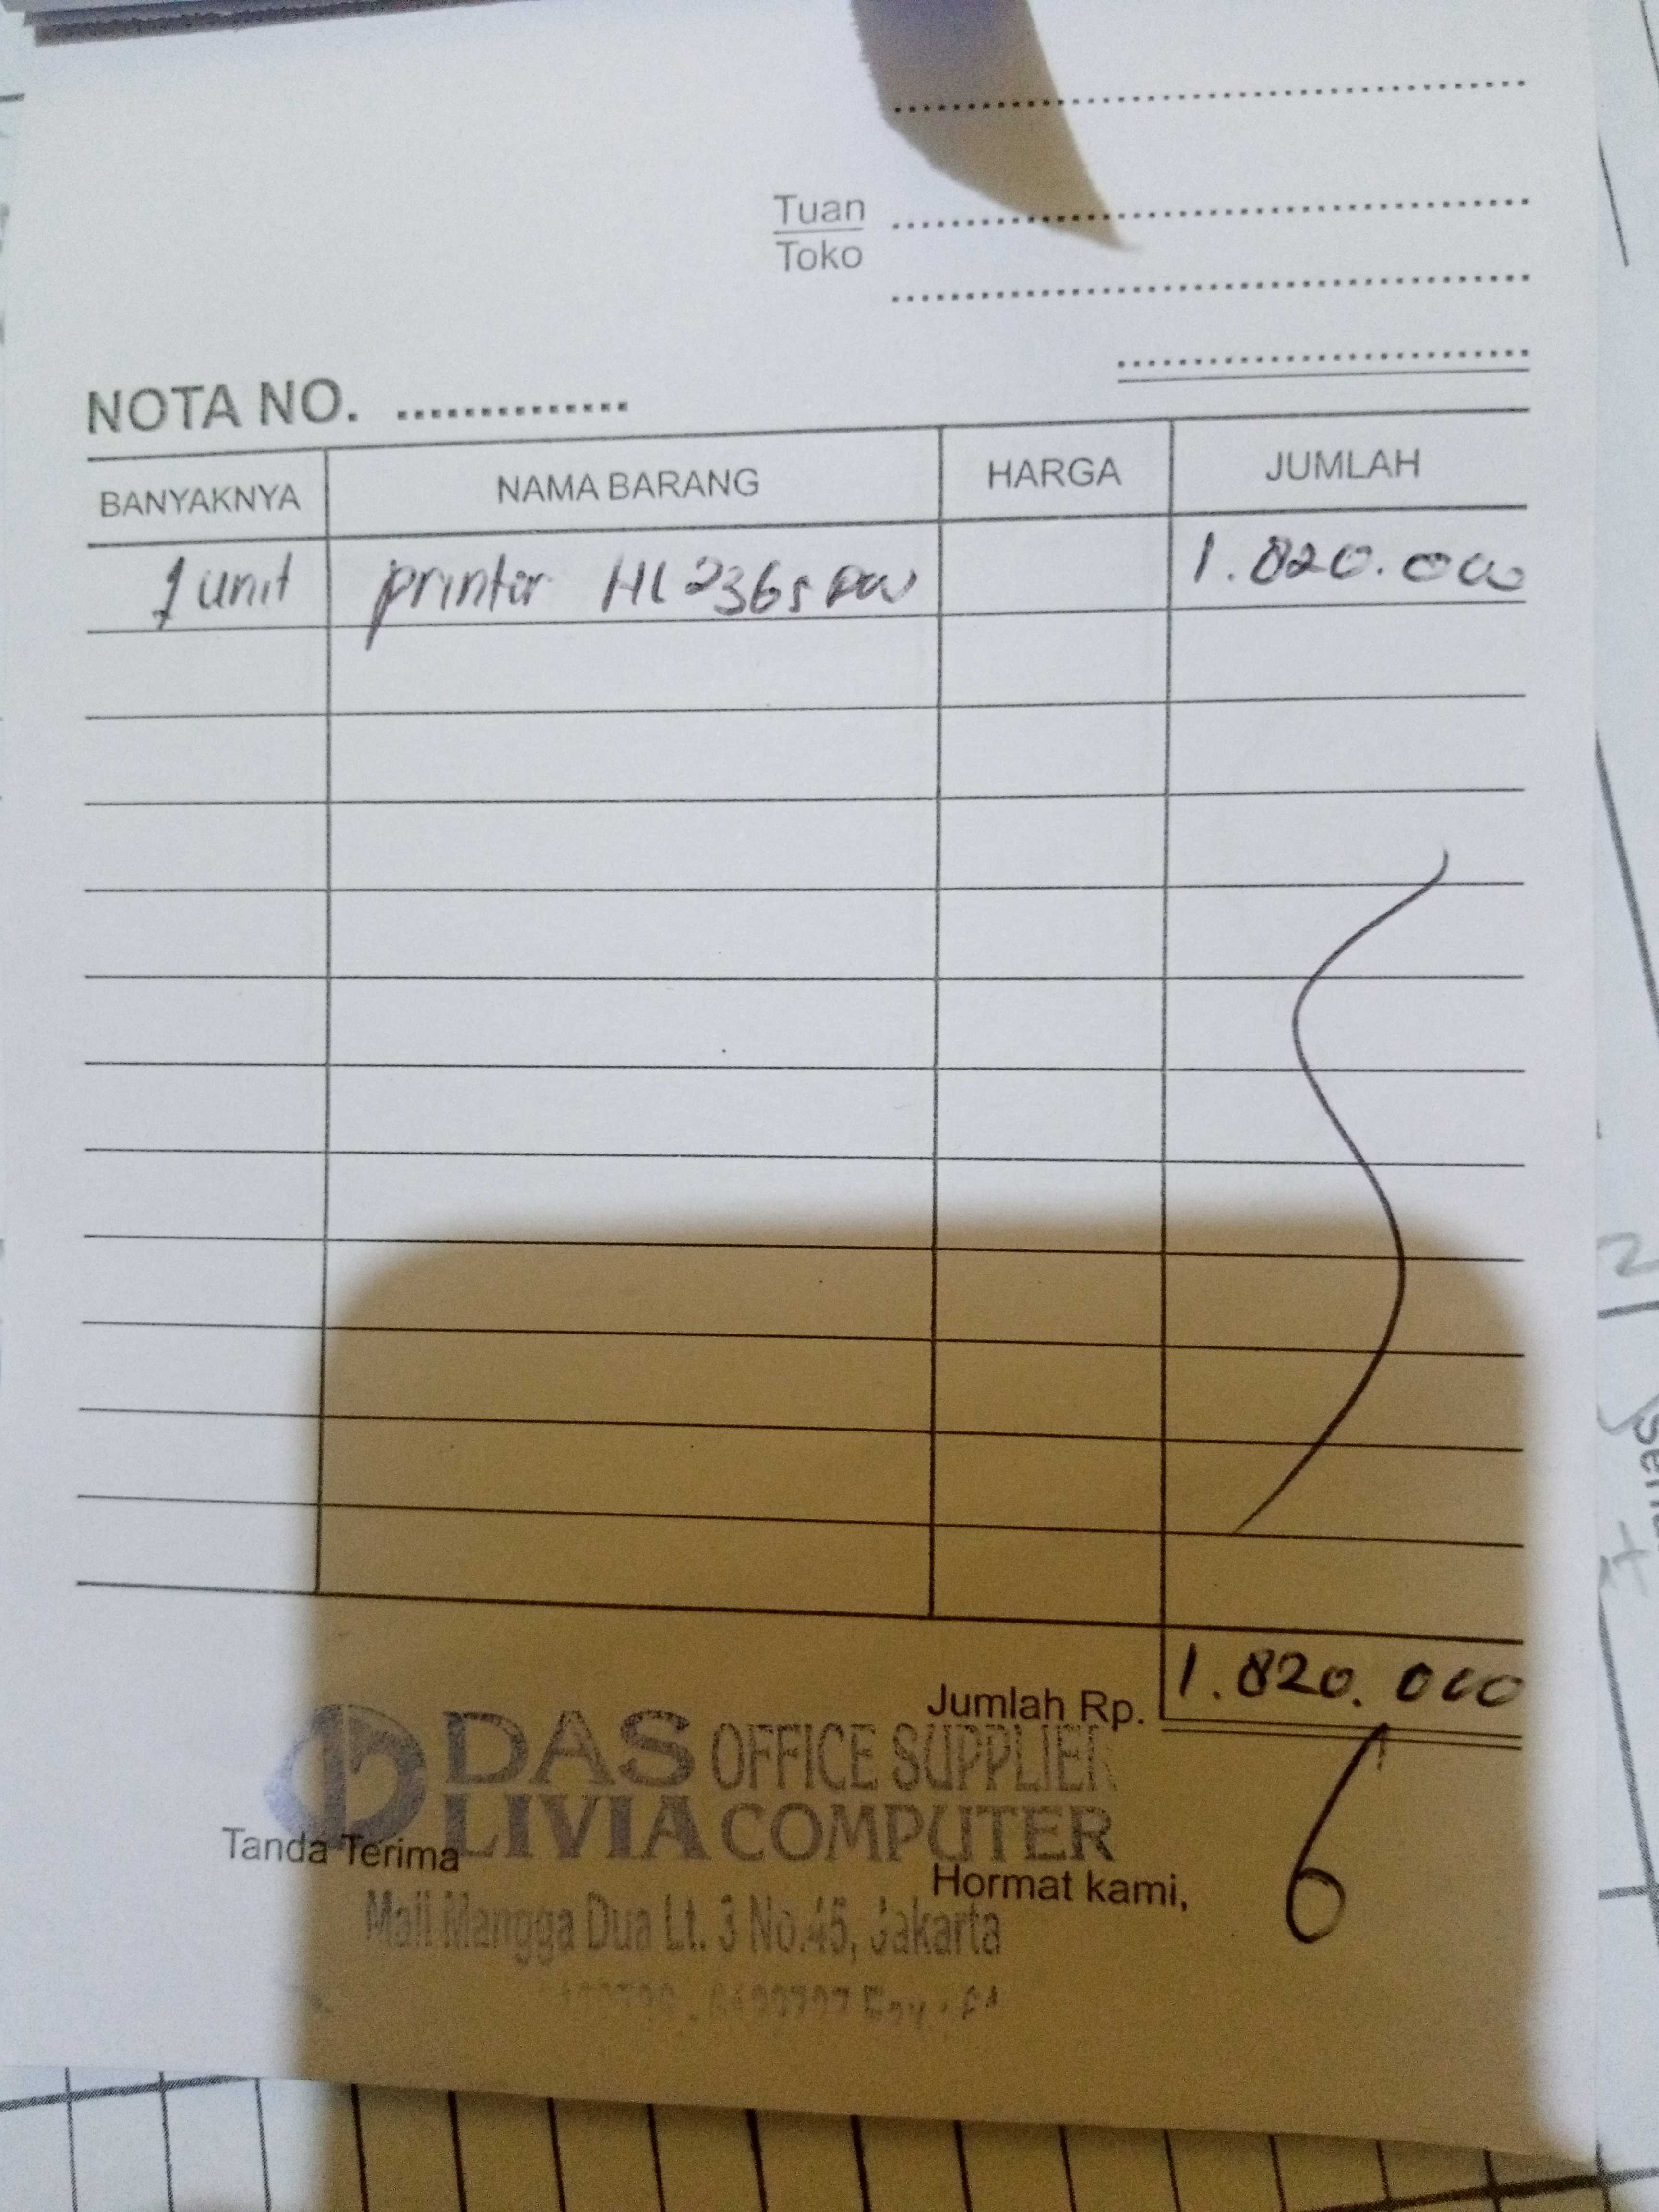 Tuan
Toko
NOTA NO.
BANYAKNYA NAMA BARANG HARGA JUMLAH
1 unit printer HL 2365 DW 1.820.000
Jumlah Rp. 1.820.000
DAS OFFICE SUPPLIER
LIVIA COMPUTER
Tanda Terima
Hormat kami,
Mall Mangga Dua Lt. 3 No.45, Jakarta